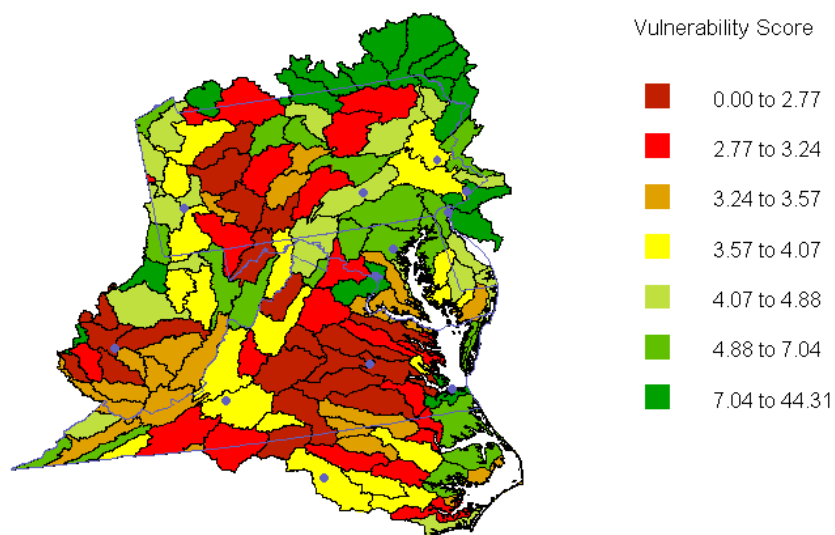 Vulnerability Score
0.00 to 2.77
2.77 to 3.24
3.24 to 3.57
3.57 to 4.07
4.07 to 4.88
4.88 to 7.04
7.04 to 44.31